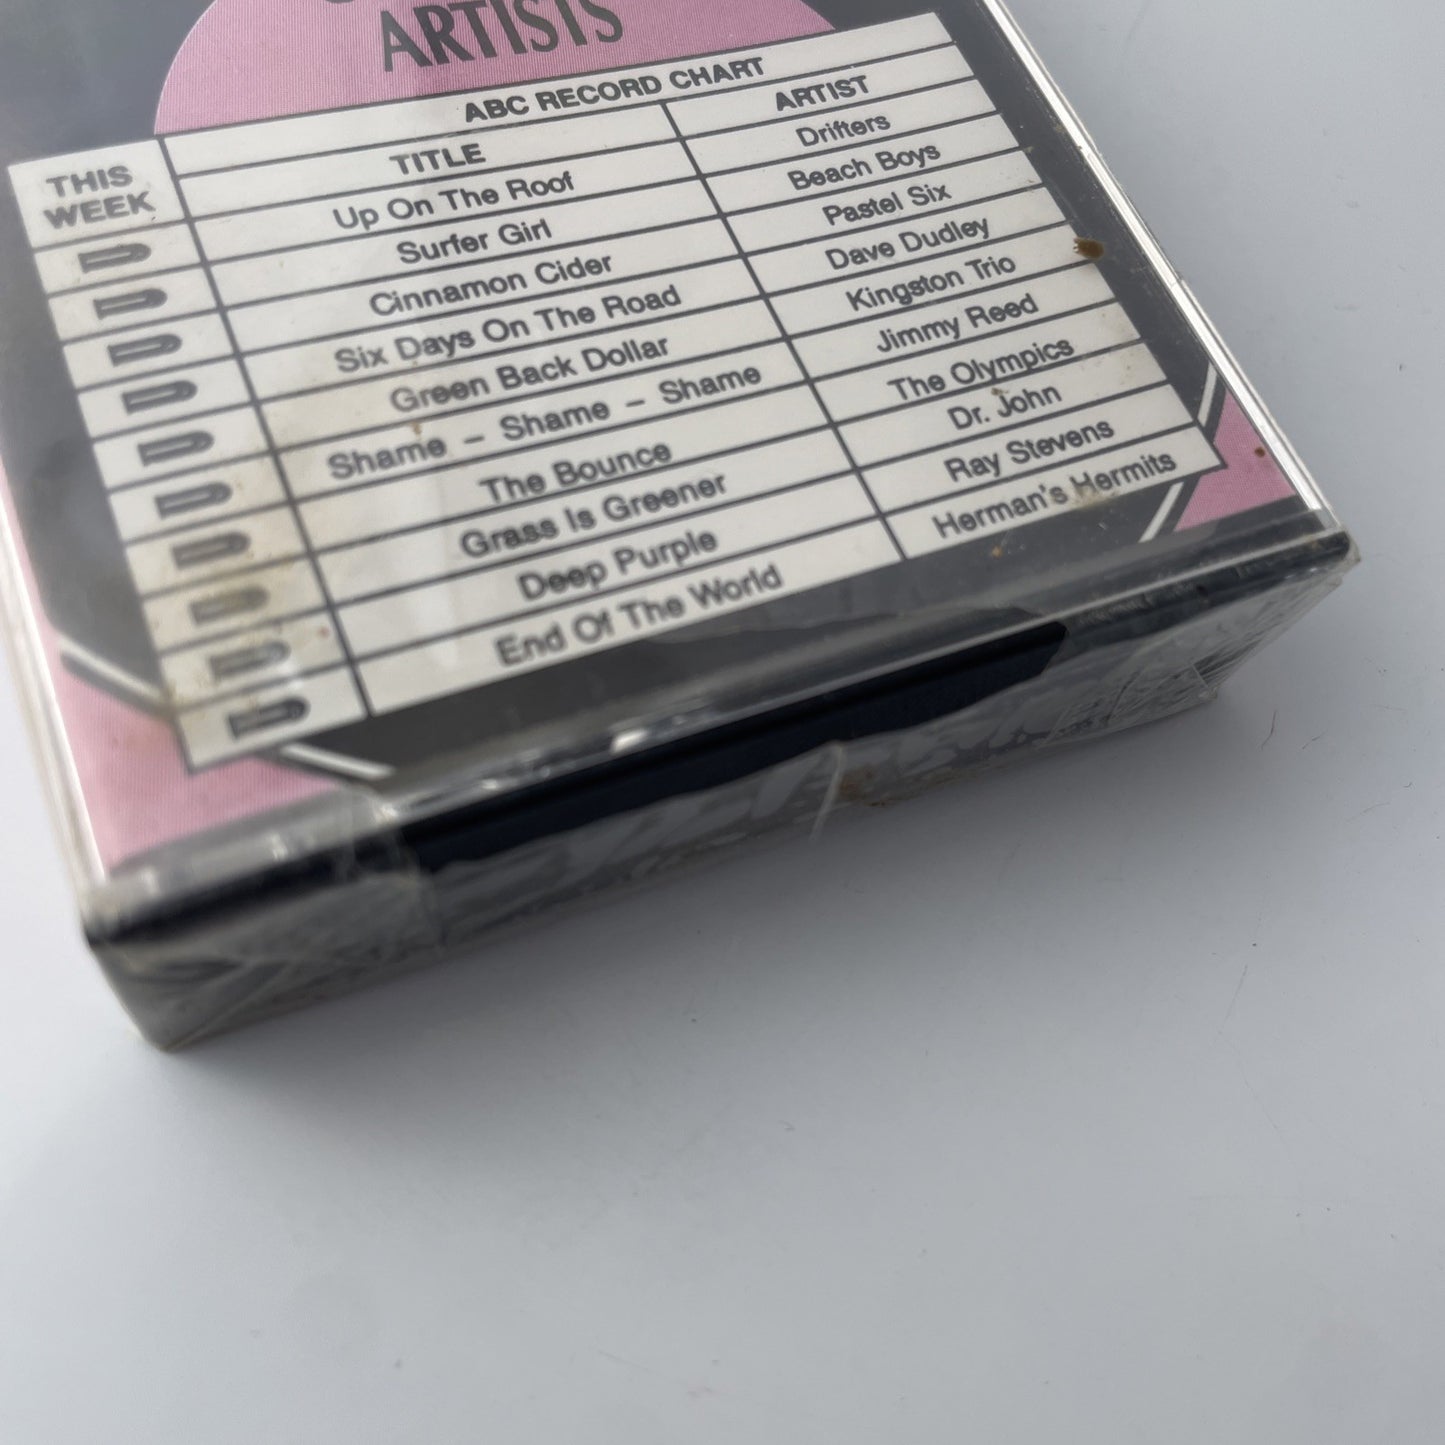 ARTISTS
ABC RECORD CHART
THIS WEEK TITLE ARTIST
Up On The Roof Drifters
Surfer Girl Beach Boys
Cinnamon Cider Pastel Six
Six Days On The Road Dave Dudley
Green Back Dollar Kingston Trio
Shame – Shame – Shame Jimmy Reed
The Bounce The Olympics
Grass Is Greener Dr. John
Deep Purple Ray Stevens
End Of The World Herman's Hermits